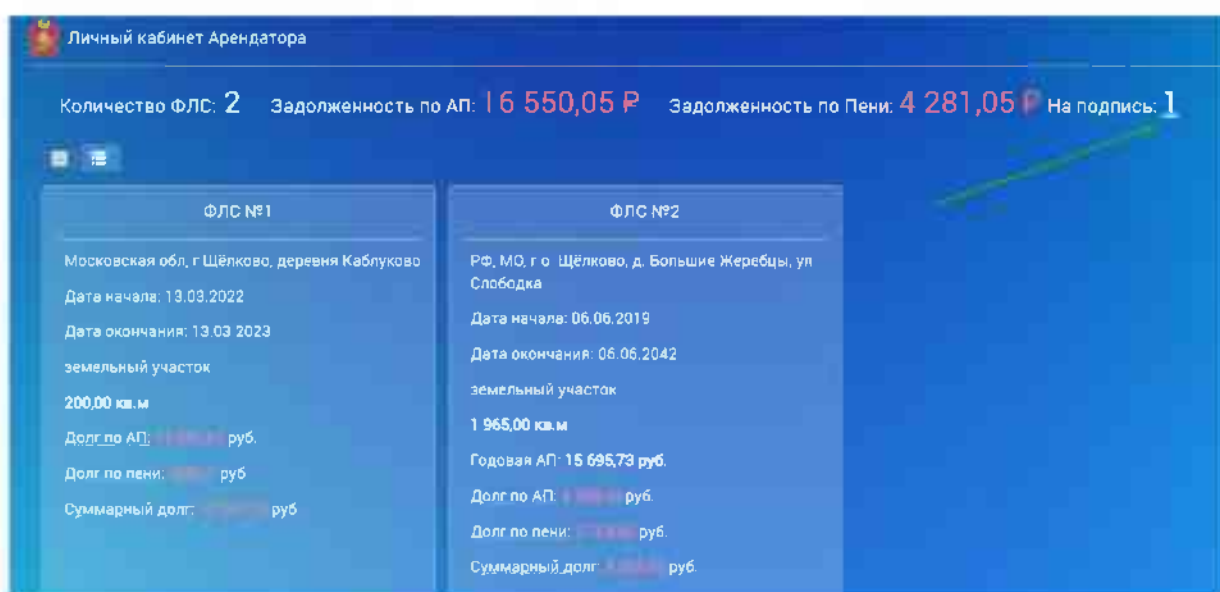 Личный кабинет Арендатора
Количество ФЛС: 2 Задолженность по АП: 16 550,05 ₽ Задолженность по Пени: 4 281,05 ₽ На подпись: 1
ФЛС №1
Московская обл, г Щёлково, деревня Каблуково
Дата начала: 13.03.2022
Дата окончания: 13.03 2023
земельный участок
200,00 кв.м
Долг по АП: руб.
Долг по пени: руб
Суммарный долг: руб
ФЛС №2
РФ, МО, г о Щёлково, д. Большие Жеребцы, ул
Слободка
Дата начала: 06.06.2019
Дата окончания: 06.06.2042
земельный участок
1 965,00 кв.м
Годовая АП: 15 695,73 руб.
Долг по АП: руб.
Долг по пени: руб.
Суммарный долг: руб.